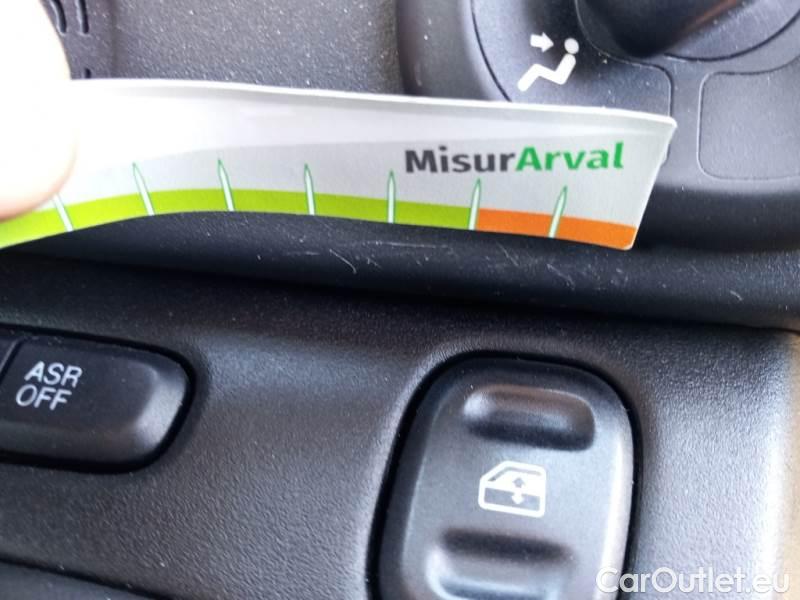 MisurArval
ASR
OFF
CarOutlet.eu